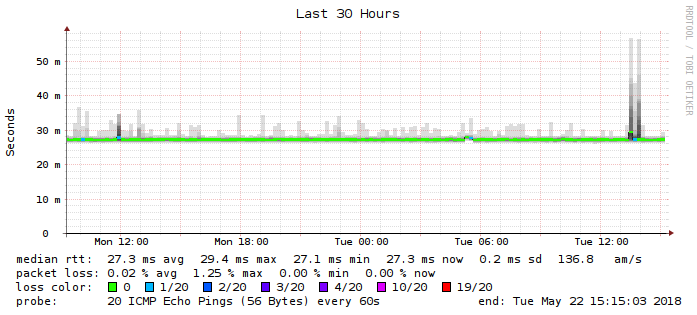 Last 30 Hours
RRDTOOL / TOBI OETIKER
Seconds
50 m
40 m
30 m
20 m
10 m
0
Mon 12:00 Mon 18:00 Tue 00:00 Tue 06:00 Tue 12:00
median rtt: 27.3 ms avg 29.4 ms max 27.1 ms min 27.3 ms now 0.2 ms sd 136.8 am/s
packet loss: 0.02 % avg 1.25 % max 0.00 % min 0.00 % now
loss color: 0 1/20 2/20 3/20 4/20 10/20 19/20
probe: 20 ICMP Echo Pings (56 Bytes) every 60s end: Tue May 22 15:15:03 2018